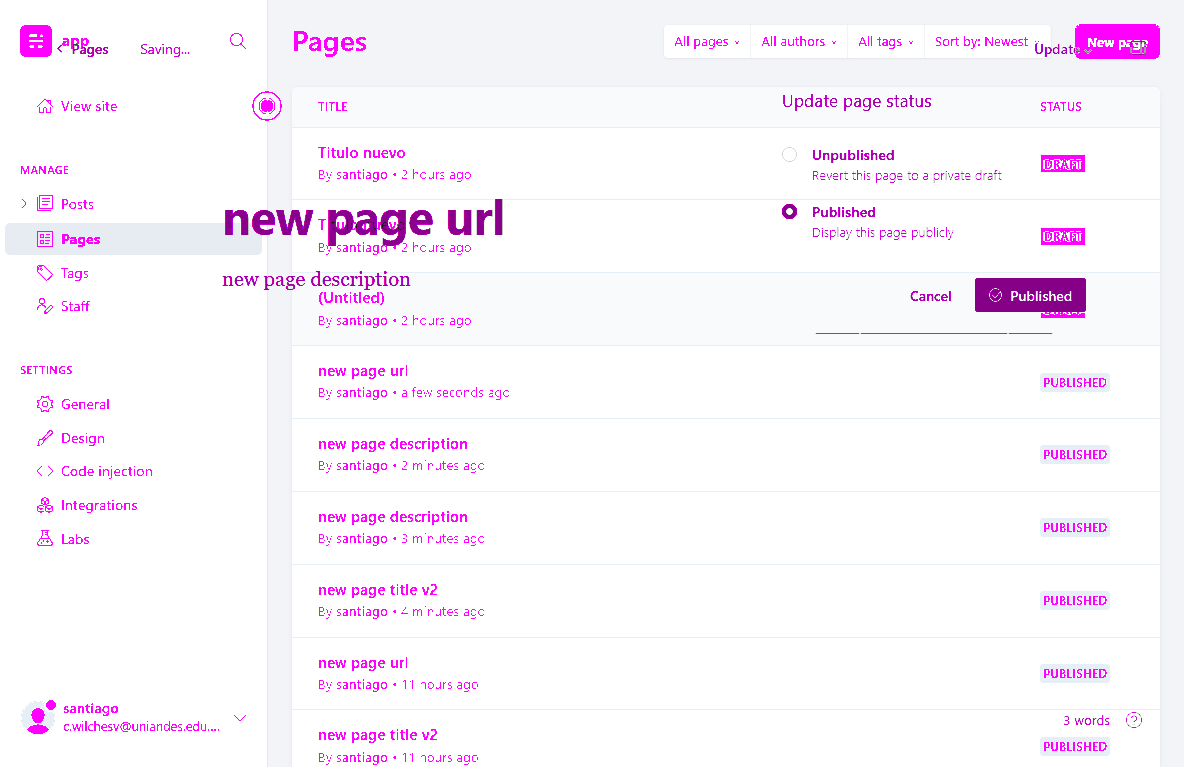 app
Pages
Saving...
Pages
All pages
All authors
All tags
Sort by: Newest
Update
New page
View site
TITLE
Update page status
STATUS
Titulo nuevo
By santiago • 2 hours ago
Unpublished
Revert this page to a private draft
DRAFT
MANAGE
Posts
Pages
Tags
Staff
new page url
By santiago • 2 hours ago
Published
Display this page publicly
DRAFT
new page description
(Untitled)
By santiago • 2 hours ago
Cancel
Published
SETTINGS
General
Design
Code injection
Integrations
Labs
new page url
By santiago • a few seconds ago
PUBLISHED
new page description
By santiago • 2 minutes ago
PUBLISHED
new page description
By santiago • 3 minutes ago
PUBLISHED
new page title v2
By santiago • 4 minutes ago
PUBLISHED
new page url
By santiago • 11 hours ago
PUBLISHED
new page title v2
By santiago • 11 hours ago
3 words
PUBLISHED
santiago
c.wilchesv@uniandes.edu....